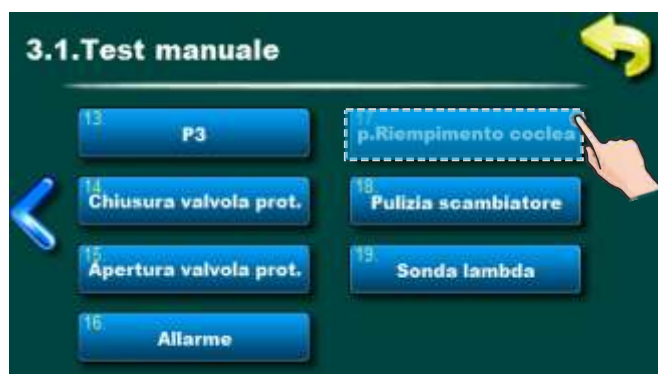 3.1.Test manuale
13.
P3
14.
Chiusura valvola prot.
15.
Apertura valvola prot.
16.
Allarme
17.
p.Riempimento coclea
18.
Pulizia scambiatore
19.
Sonda lambda